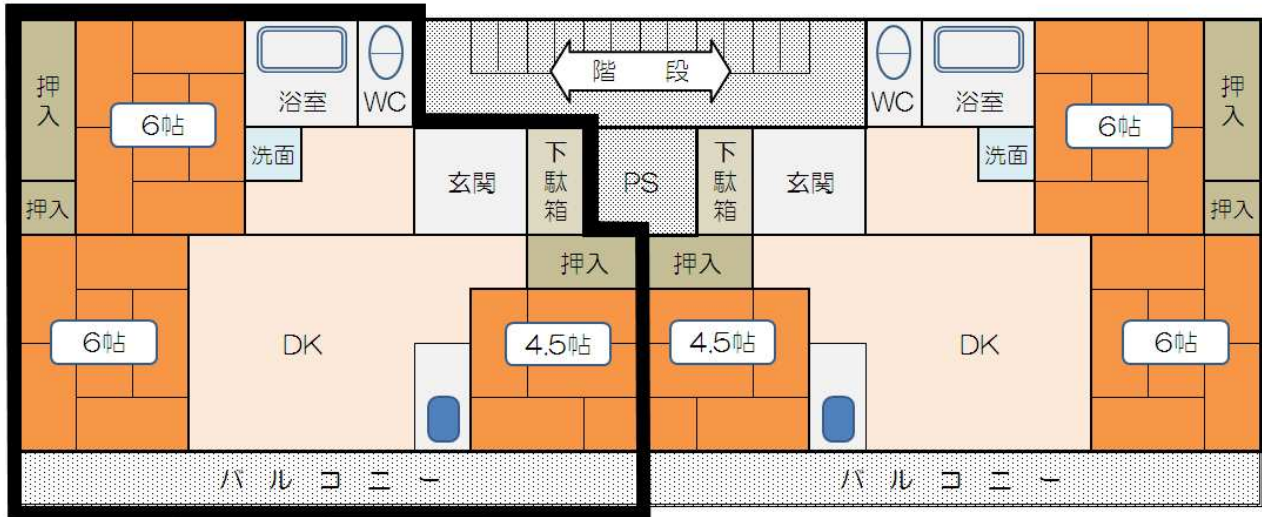 階 段
押入
6帖
浴室
WC
洗面
玄関
下駄箱
押入
押入
6帖
DK
4.5帖
バルコニー
PS
WC
浴室
6帖
押入
下駄箱
玄関
洗面
押入
押入
4.5帖
DK
6帖
バルコニー